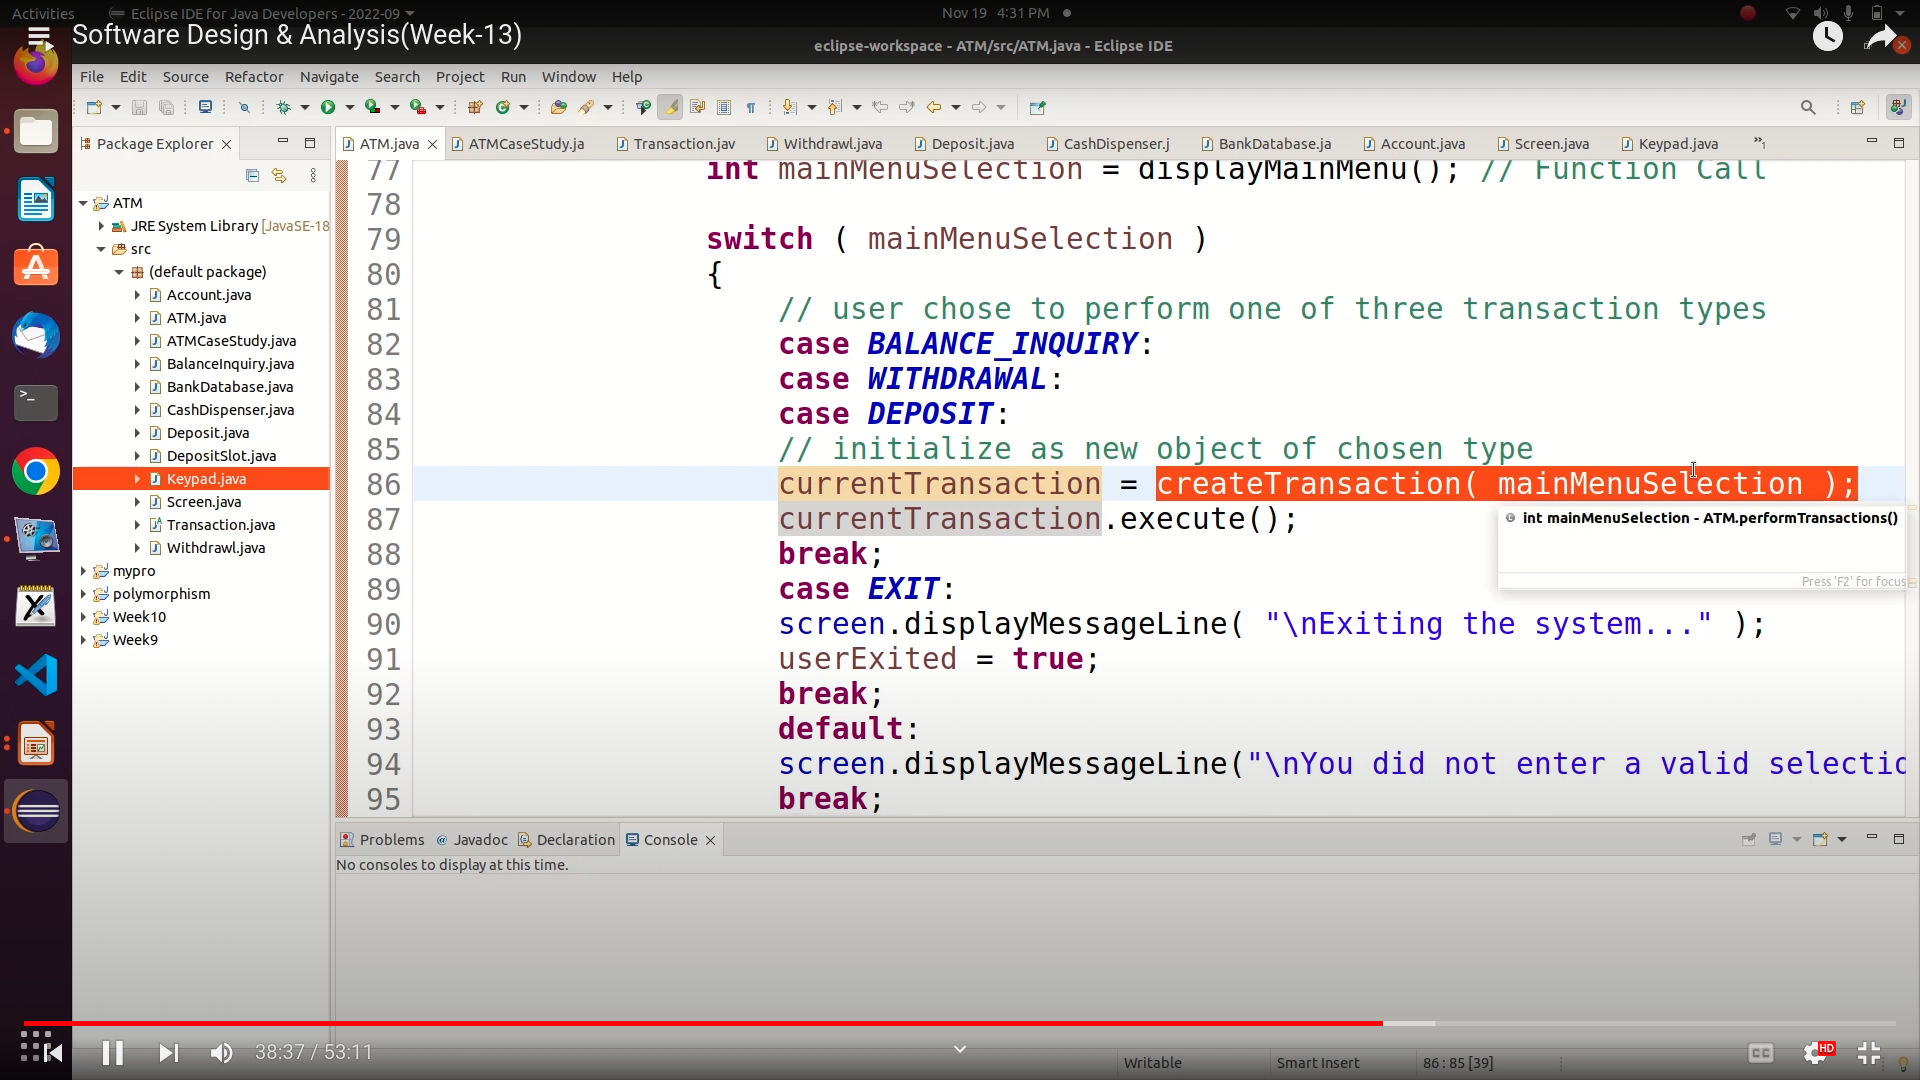 Activities
Eclipse IDE for Java Developers - 2022-09
Nov 19 4:31 PM
Software Design & Analysis(Week-13)
eclipse-workspace - ATM/src/ATM.java - Eclipse IDE
File Edit Source Refactor Navigate Search Project Run Window Help
Package Explorer
ATM.java ATMCaseStudy.ja Transaction.jav Withdrawl.java Deposit.java CashDispenser.j BankDatabase.ja Account.java Screen.java Keypad.java
ATM
JRE System Library [JavaSE-18
src
(default package)
Account.java
ATM.java
ATMCaseStudy.java
BalanceInquiry.java
BankDatabase.java
CashDispenser.java
Deposit.java
DepositSlot.java
Keypad.java
Screen.java
Transaction.java
Withdrawl.java
mypro
polymorphism
Week10
Week9
77 int mainMenuSelection = displayMainMenu(); // Function Call
78
79 switch ( mainMenuSelection )
80 {
81 // user chose to perform one of three transaction types
82 case BALANCE_INQUIRY:
83 case WITHDRAWAL:
84 case DEPOSIT:
85 // initialize as new object of chosen type
86 currentTransaction = createTransaction( mainMenuSelection );
87 currentTransaction.execute();
88 break;
89 case EXIT:
90 screen.displayMessageLine( "\nExiting the system..." );
91 userExited = true;
92 break;
93 default:
94 screen.displayMessageLine("\nYou did not enter a valid selectio
95 break;
int mainMenuSelection - ATM.performTransactions()
Press 'F2' for focus
Problems Javadoc Declaration Console
No consoles to display at this time.
38:37 / 53:11
Writable Smart Insert 86 : 85 [39]
CC HD